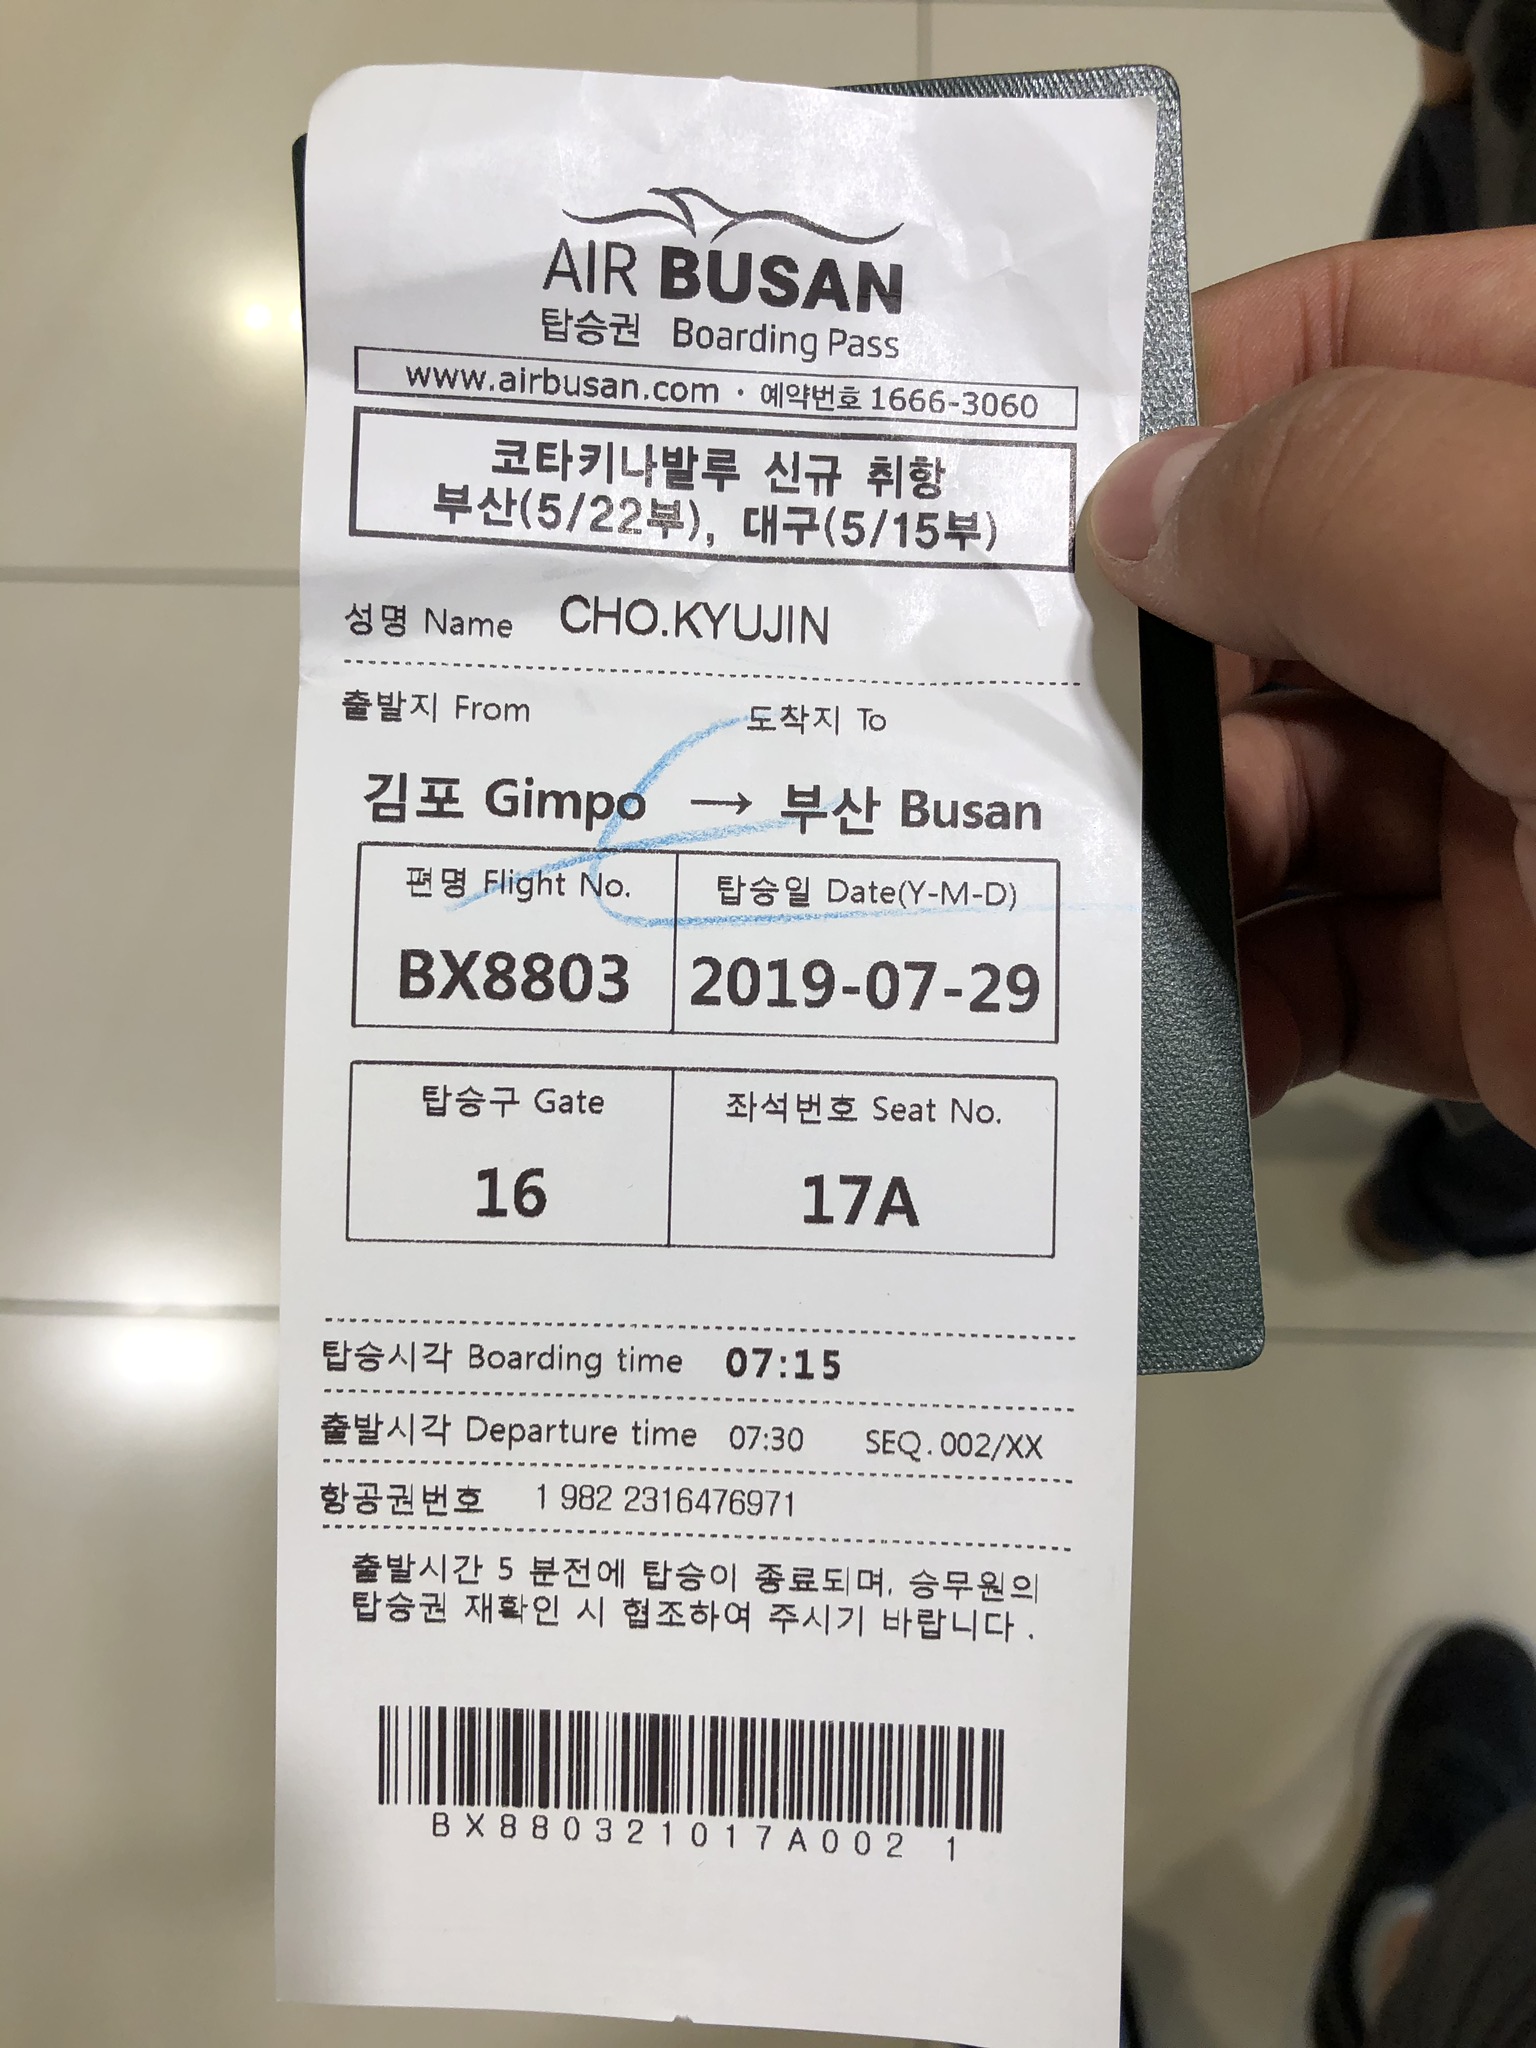 AIR BUSAN
탑승권 Boarding Pass
www.airbusan.com · 예약번호 1666-3060
코타키나발루 신규 취항
부산(5/22부), 대구(5/15부)
성명 Name CHO.KYUJIN
출발지 From 도착지 To
김포 Gimpo → 부산 Busan
편명 Flight No. 탑승일 Date(Y-M-D)
BX8803 2019-07-29
탑승구 Gate 좌석번호 Seat No.
16 17A
탑승시각 Boarding time 07:15
출발시각 Departure time 07:30 SEQ.002/XX
항공권번호 1 982 2316476971
출발시간 5 분전에 탑승이 종료되며, 승무원의
탑승권 재확인 시 협조하여 주시기 바랍니다 .
BX880321017A002 1